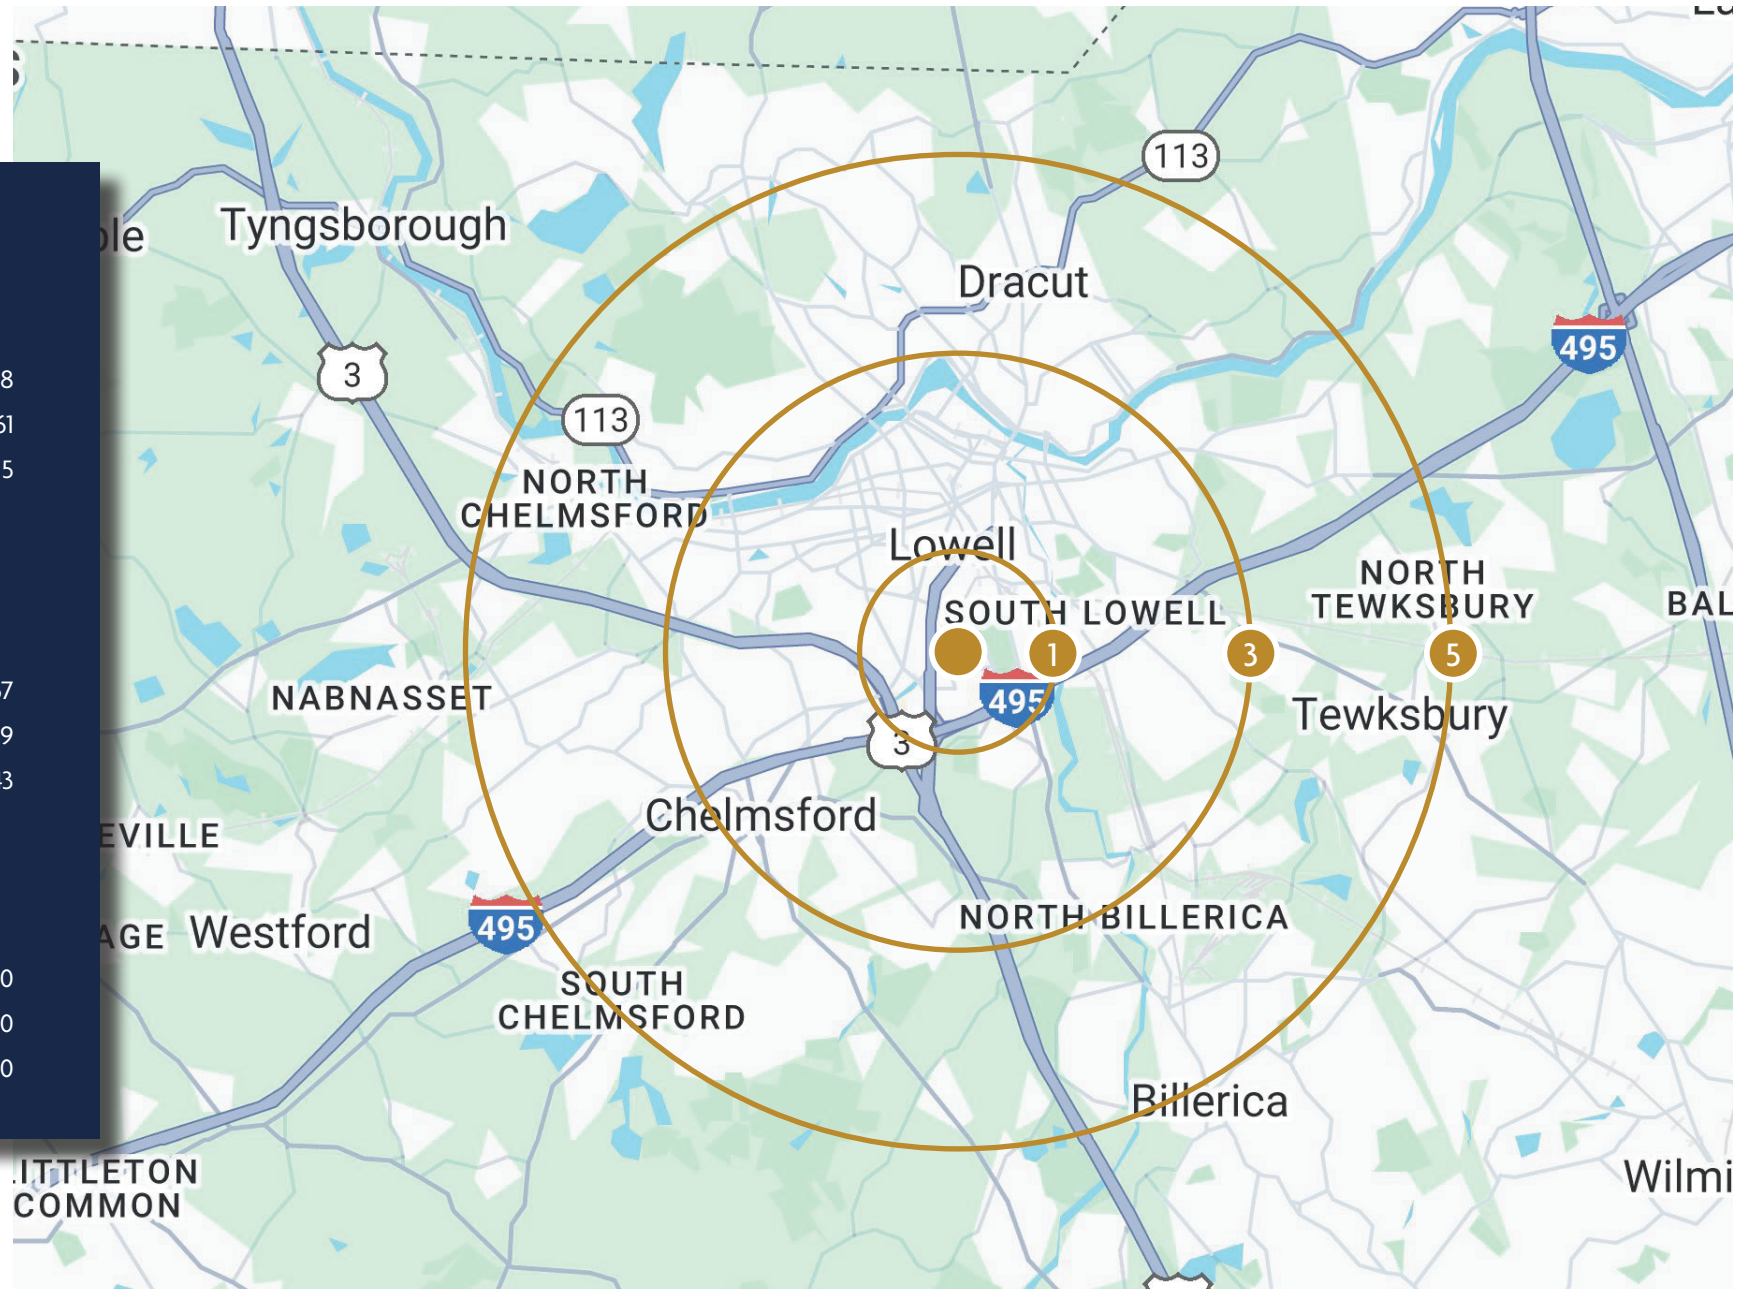 113
Tyngsborough
Dracut
495
3
113
NORTH
CHELMSFORD
Lowell
NORTH
TEWKSBURY
SOUTH LOWELL
1
3
5
495
NABNASSET
Tewksbury
3
Chelmsford
495
Westford
NORTH BILLERICA
SOUTH
CHELMSFORD
Billerica
COMMON